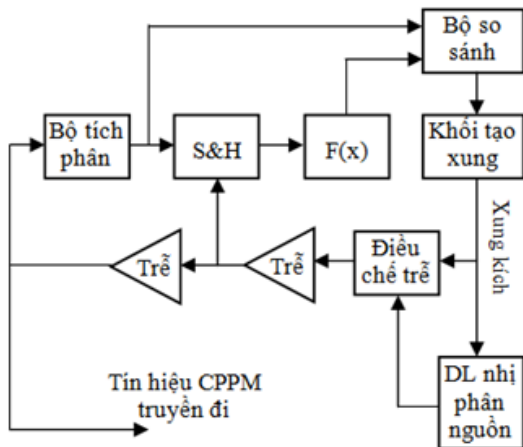 Bộ so
sánh
Bộ tích
phân
S&H
F(x)
Khối tạo
xung
Xung kích
Trễ
Trễ
Điều
chế trễ
Tín hiệu CPPM
truyền đi
DL nhị
phân
nguồn